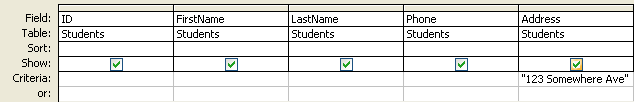 Field: ID FirstName LastName Phone Address
Table: Students Students Students Students Students
Sort:
Show:
Criteria: "123 Somewhere Ave"
or: